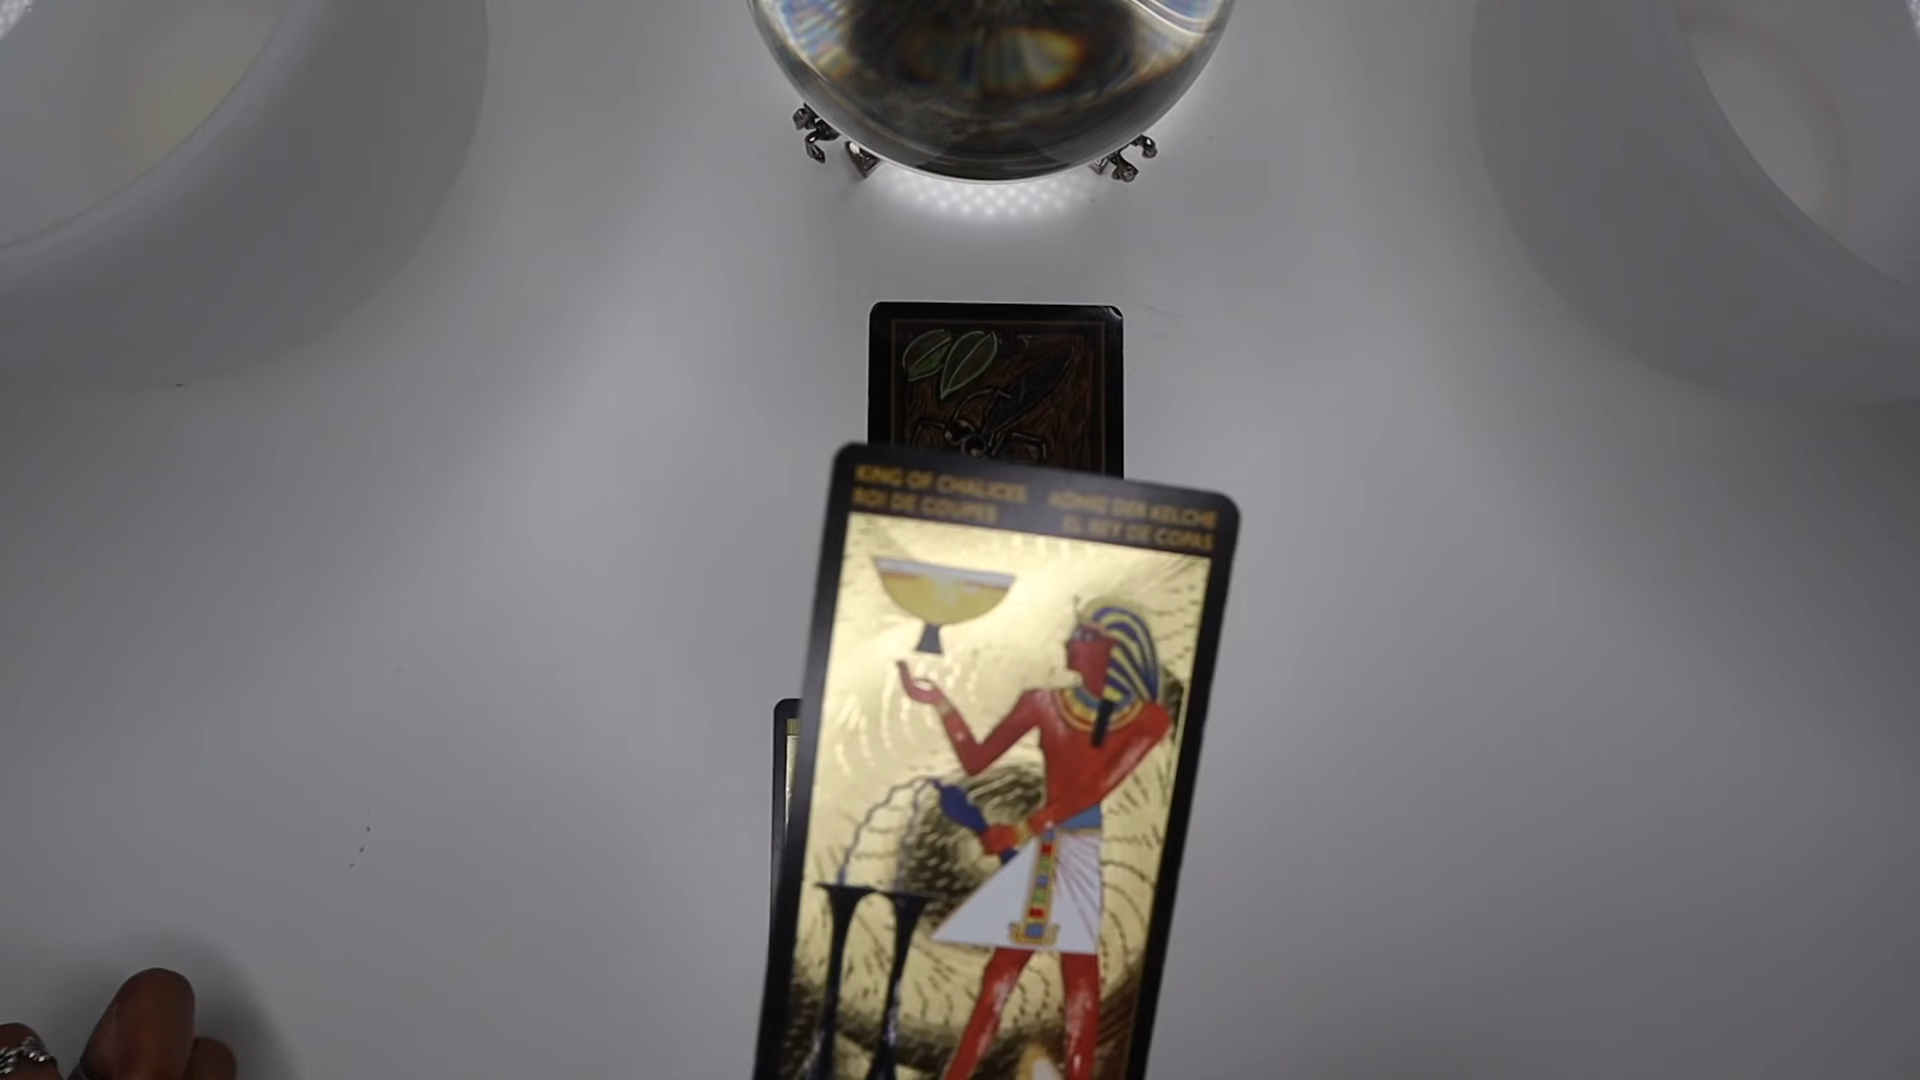 KING OF CHALICES
ROI DE COUPES
KÖNIG DER KELCHE
EL REY DE COPAS